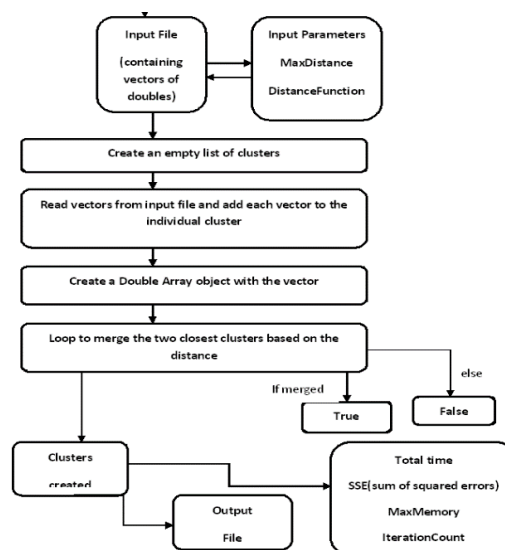 Input File
(containing
vectors of
doubles)
Input Parameters
MaxDistance
DistanceFunction
Create an empty list of clusters
Read vectors from input file and add each vector to the
individual cluster
Create a Double Array object with the vector
Loop to merge the two closest clusters based on the
distance
If merged
else
True
False
Clusters
created
Output
File
Total time
SSE(sum of squared errors)
MaxMemory
IterationCount